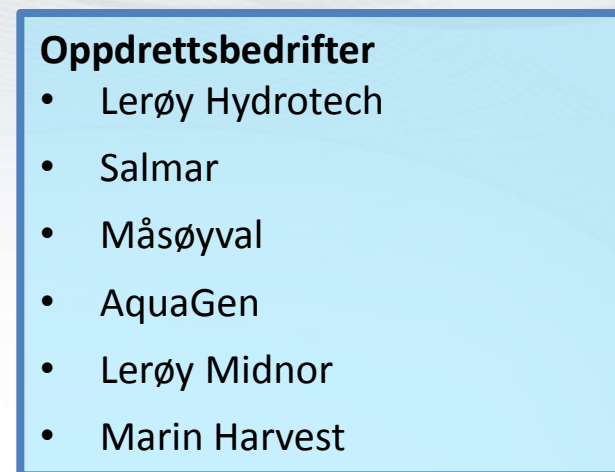 Oppdrettsbedrifter
• Lerøy Hydrotech
• Salmar
• Måsøyval
• AquaGen
• Lerøy Midnor
• Marin Harvest